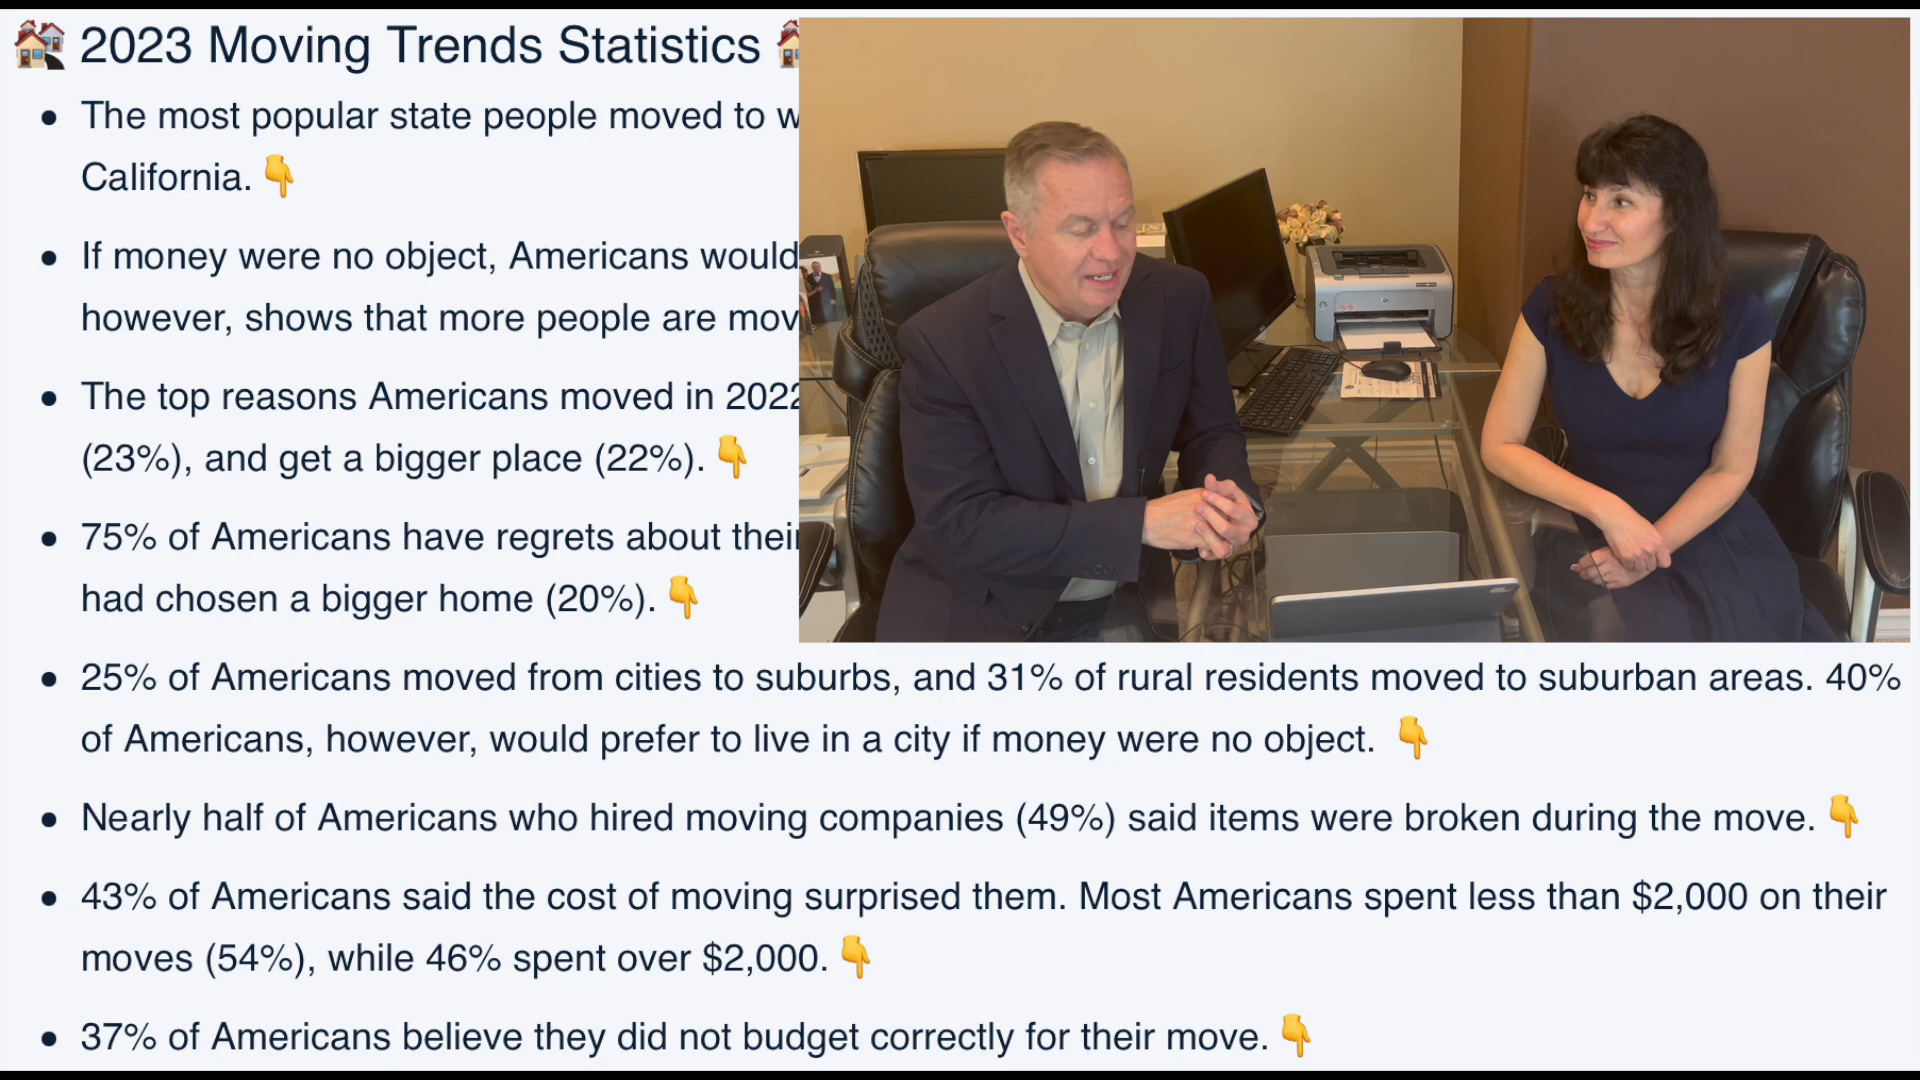 2023 Moving Trends Statistics
The most popular state people moved to
California.
If money were no object, Americans would
however, shows that more people are
The top reasons Americans moved in 2022
(23%), and get a bigger place (22%).
75% of Americans have regrets about their
had chosen a bigger home (20%).
25% of Americans moved from cities to suburbs, and 31% of rural residents moved to suburban areas. 40%
of Americans, however, would prefer to live in a city if money were no object.
Nearly half of Americans who hired moving companies (49%) said items were broken during the move.
43% of Americans said the cost of moving surprised them. Most Americans spent less than $2,000 on their
moves (54%), while 46% spent over $2,000.
37% of Americans believe they did not budget correctly for their move.